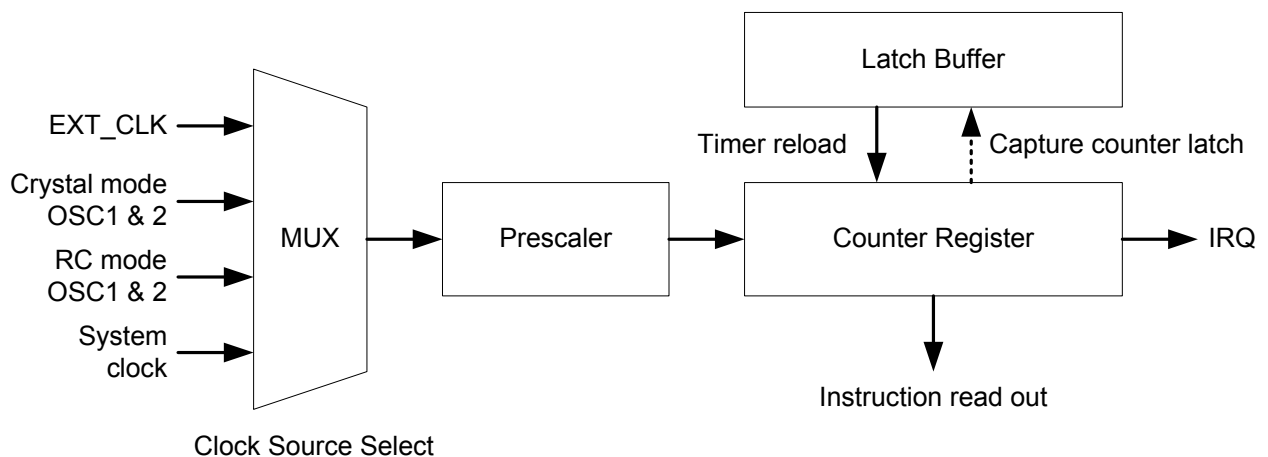 Latch Buffer
EXT_CLK
Timer reload
Capture counter latch
Crystal mode
OSC1 & 2
MUX
Prescaler
Counter Register
IRQ
RC mode
OSC1 & 2
System
clock
Instruction read out
Clock Source Select